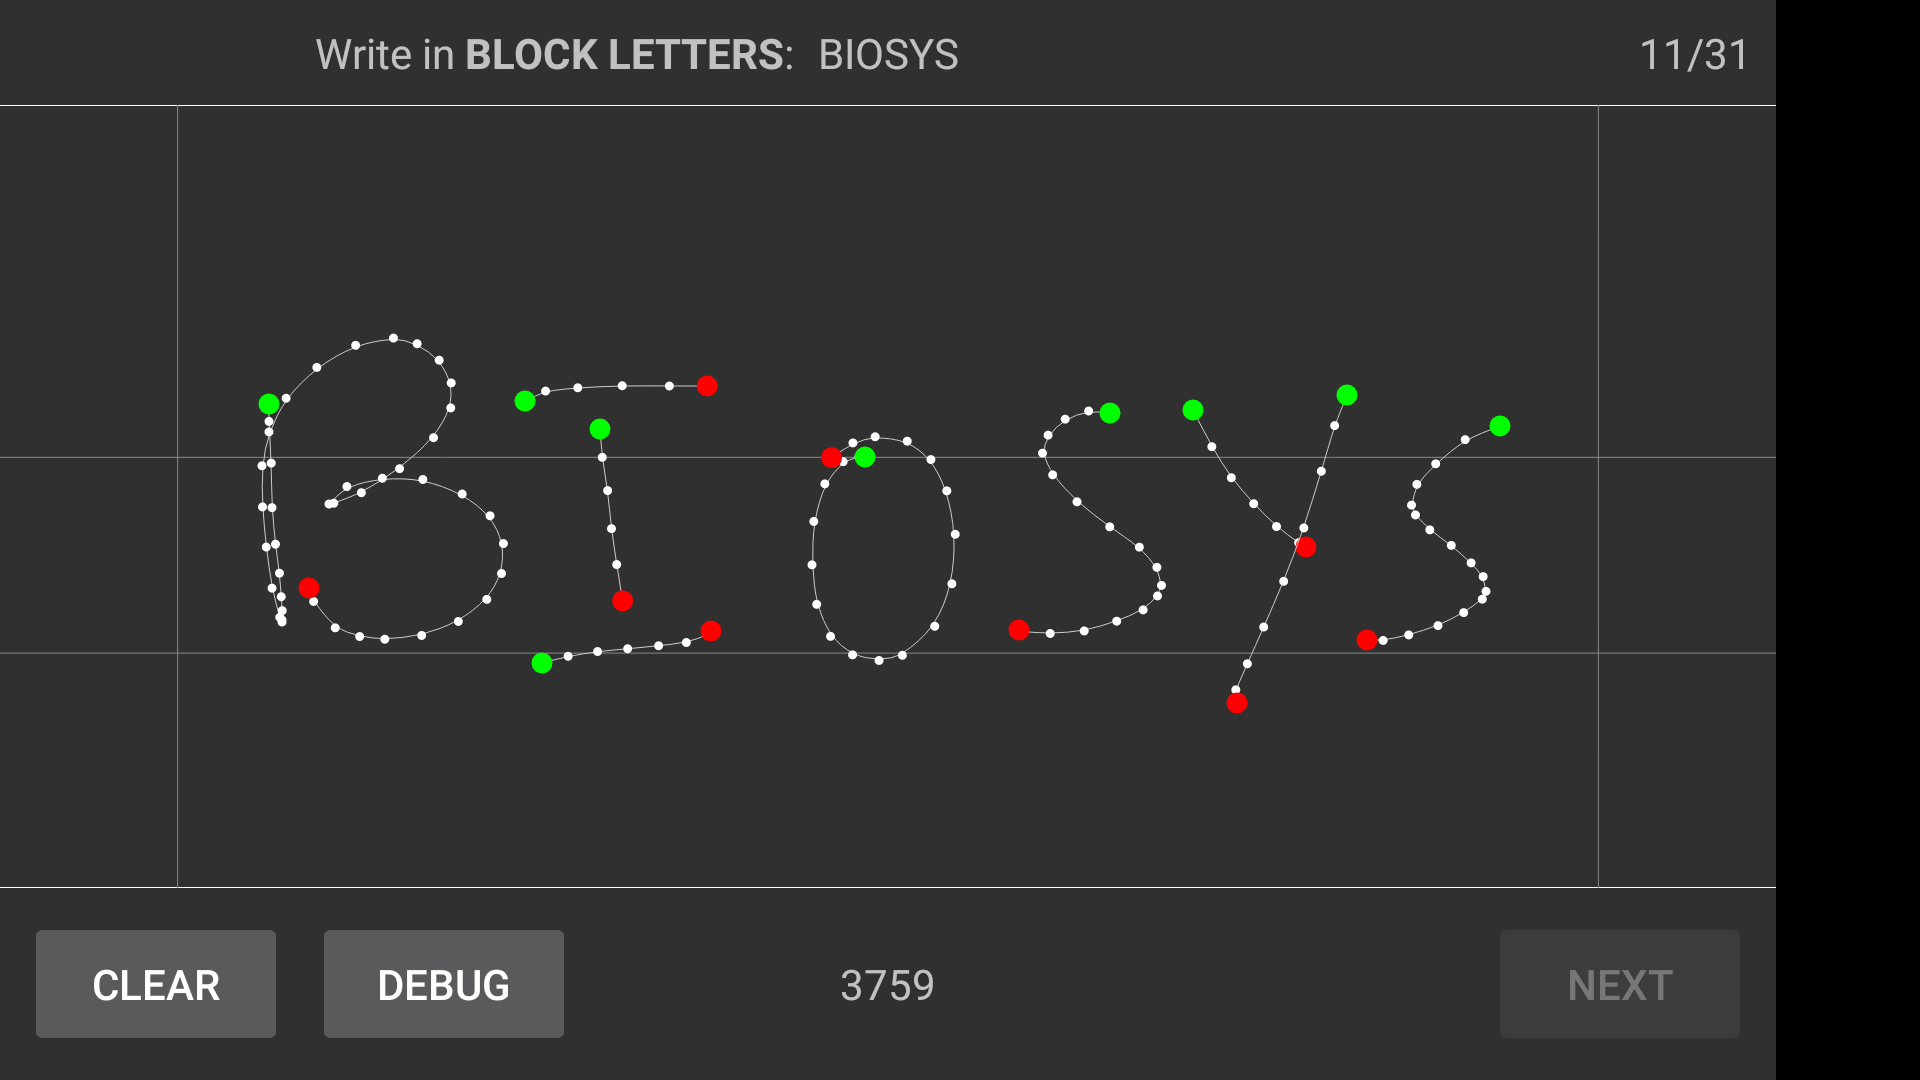 Write in BLOCK LETTERS: BIOSYS 11/31
BIOSYS
CLEAR DEBUG 3759 NEXT